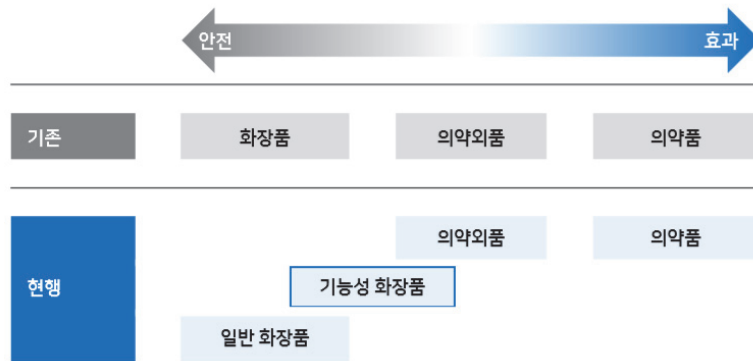 안전 효과
기존 화장품 의약외품 의약품
의약외품 의약품
현행 기능성 화장품
일반 화장품